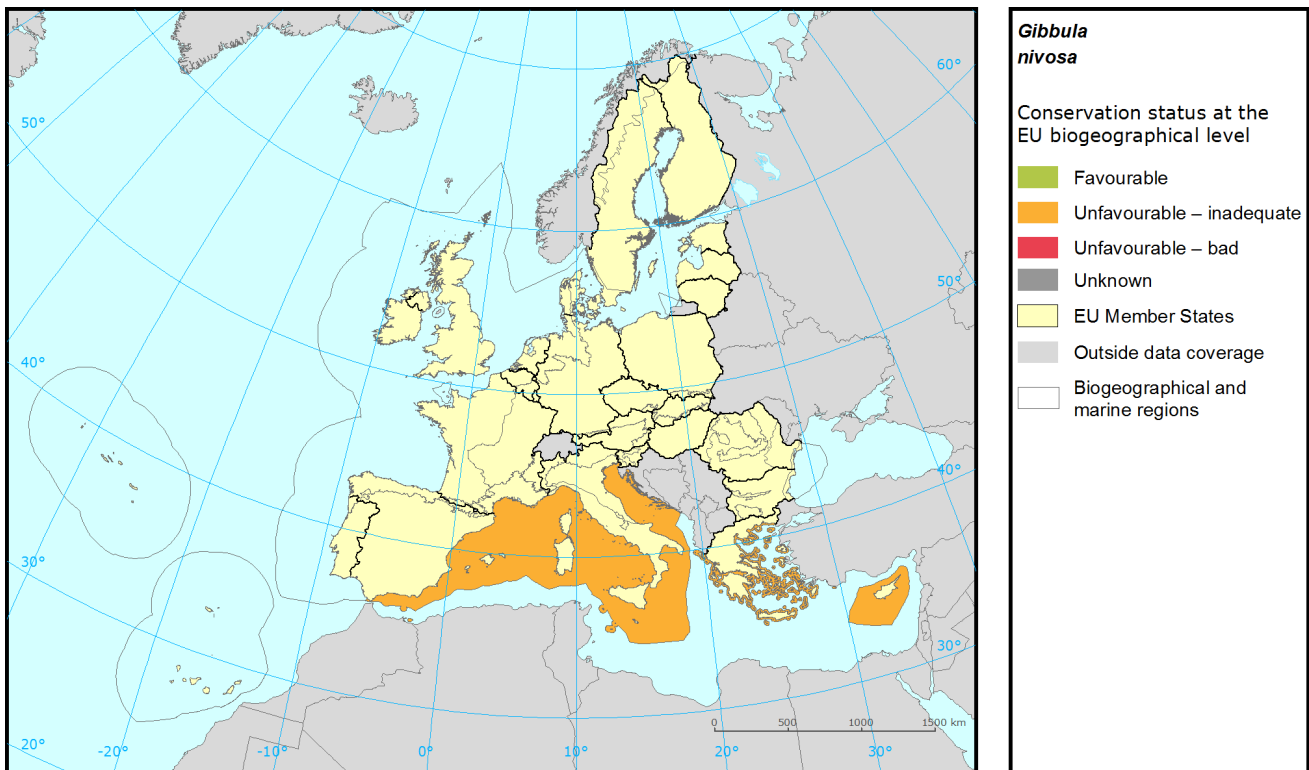 60°
50°
50°
40°
40°
30°
30°
20°
-20°
-10°
0°
10°
20°
30°
0 500 1000 1500 km
Gibbula
nivosa
Conservation status at the
EU biogeographical level
Favourable
Unfavourable – inadequate
Unfavourable – bad
Unknown
EU Member States
Outside data coverage
Biogeographical and
marine regions